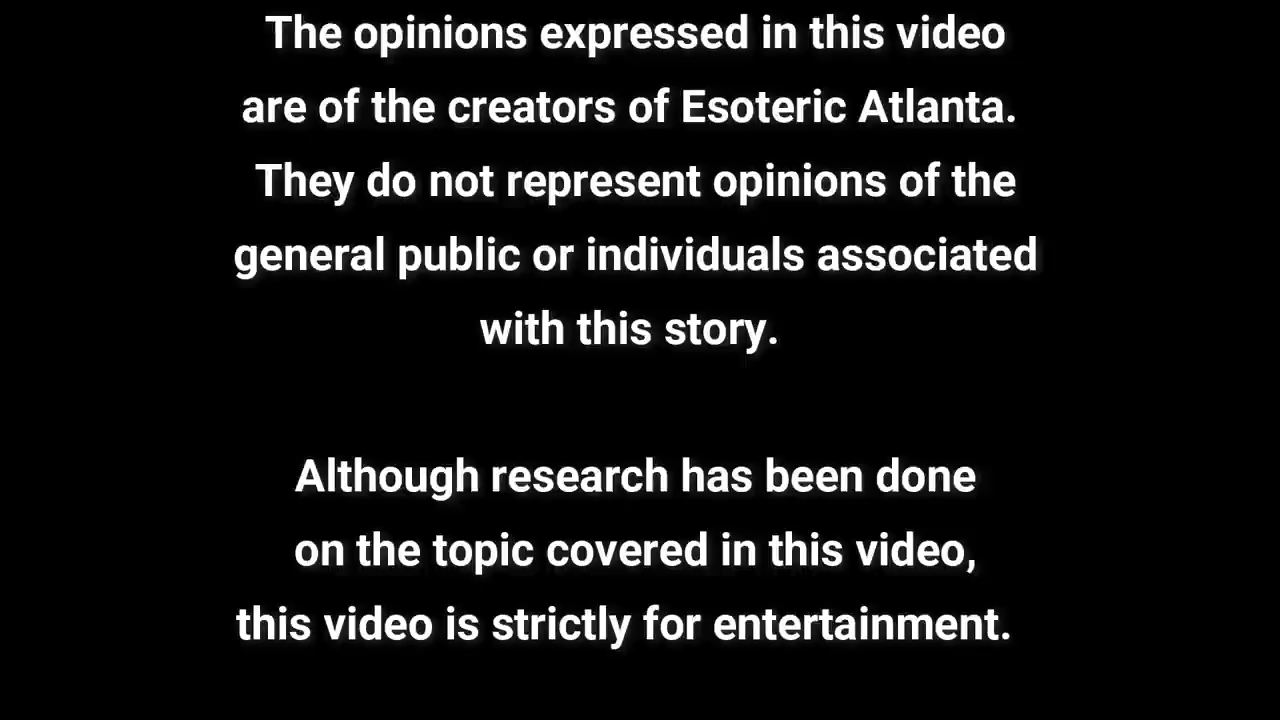 The opinions expressed in this video
are of the creators of Esoteric Atlanta.
They do not represent opinions of the
general public or individuals associated
with this story.
Although research has been done
on the topic covered in this video,
this video is strictly for entertainment.